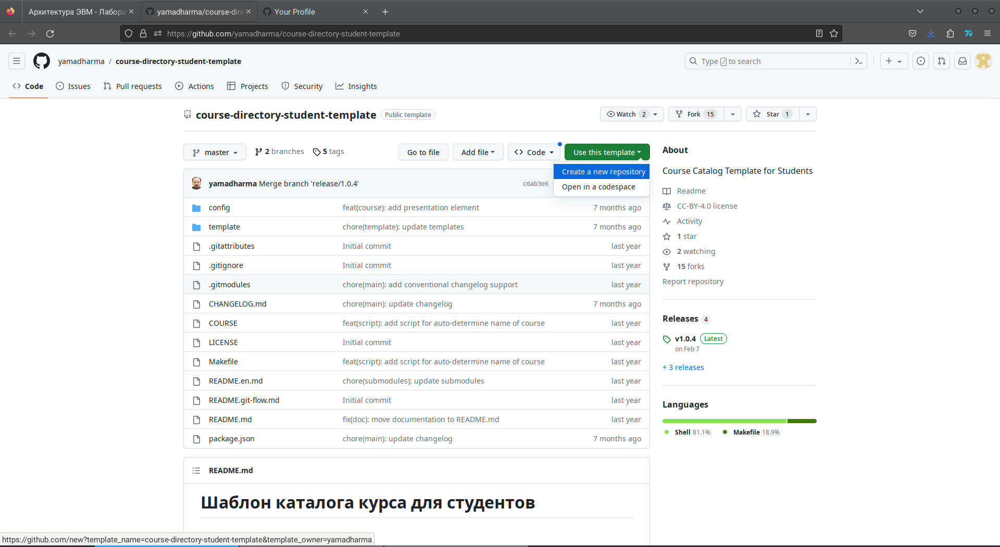 Архитектура ЭВМ - Лабора
yamadharma/course-dire
Your Profile
https://github.com/yamadharma/course-directory-student-template
yamadharma / course-directory-student-template
Type / to search
Code
Issues
Pull requests
Actions
Projects
Security
Insights
course-directory-student-template
Public template
Watch 2
Fork 15
Star 1
master
2 branches
5 tags
Go to file
Add file
Code
Use this template
Create a new repository
Open in a codespace
yamadharma Merge branch 'release/1.0.4'
c6ab3e6
config feat(course): add presentation element 7 months ago
template chore(template): update templates 7 months ago
.gitattributes Initial commit last year
.gitignore Initial commit last year
.gitmodules chore(main): add conventional changelog support last year
CHANGELOG.md chore(main): update changelog 7 months ago
COURSE feat(script): add script for auto-determine name of course last year
LICENSE Initial commit last year
Makefile feat(script): add script for auto-determine name of course last year
README.en.md chore(submodules): update submodules last year
README.git-flow.md Initial commit last year
README.md fix(doc): move documentation to README.md last year
package.json chore(main): update changelog 7 months ago
README.md
Шаблон каталога курса для студентов
About
Course Catalog Template for Students
Readme
CC-BY-4.0 license
Activity
1 star
2 watching
15 forks
Report repository
Releases 4
v1.0.4 Latest
on Feb 7
+ 3 releases
Languages
Shell 81.1% Makefile 18.9%
https://github.com/new?template_name=course-directory-student-template&template_owner=yamadharma